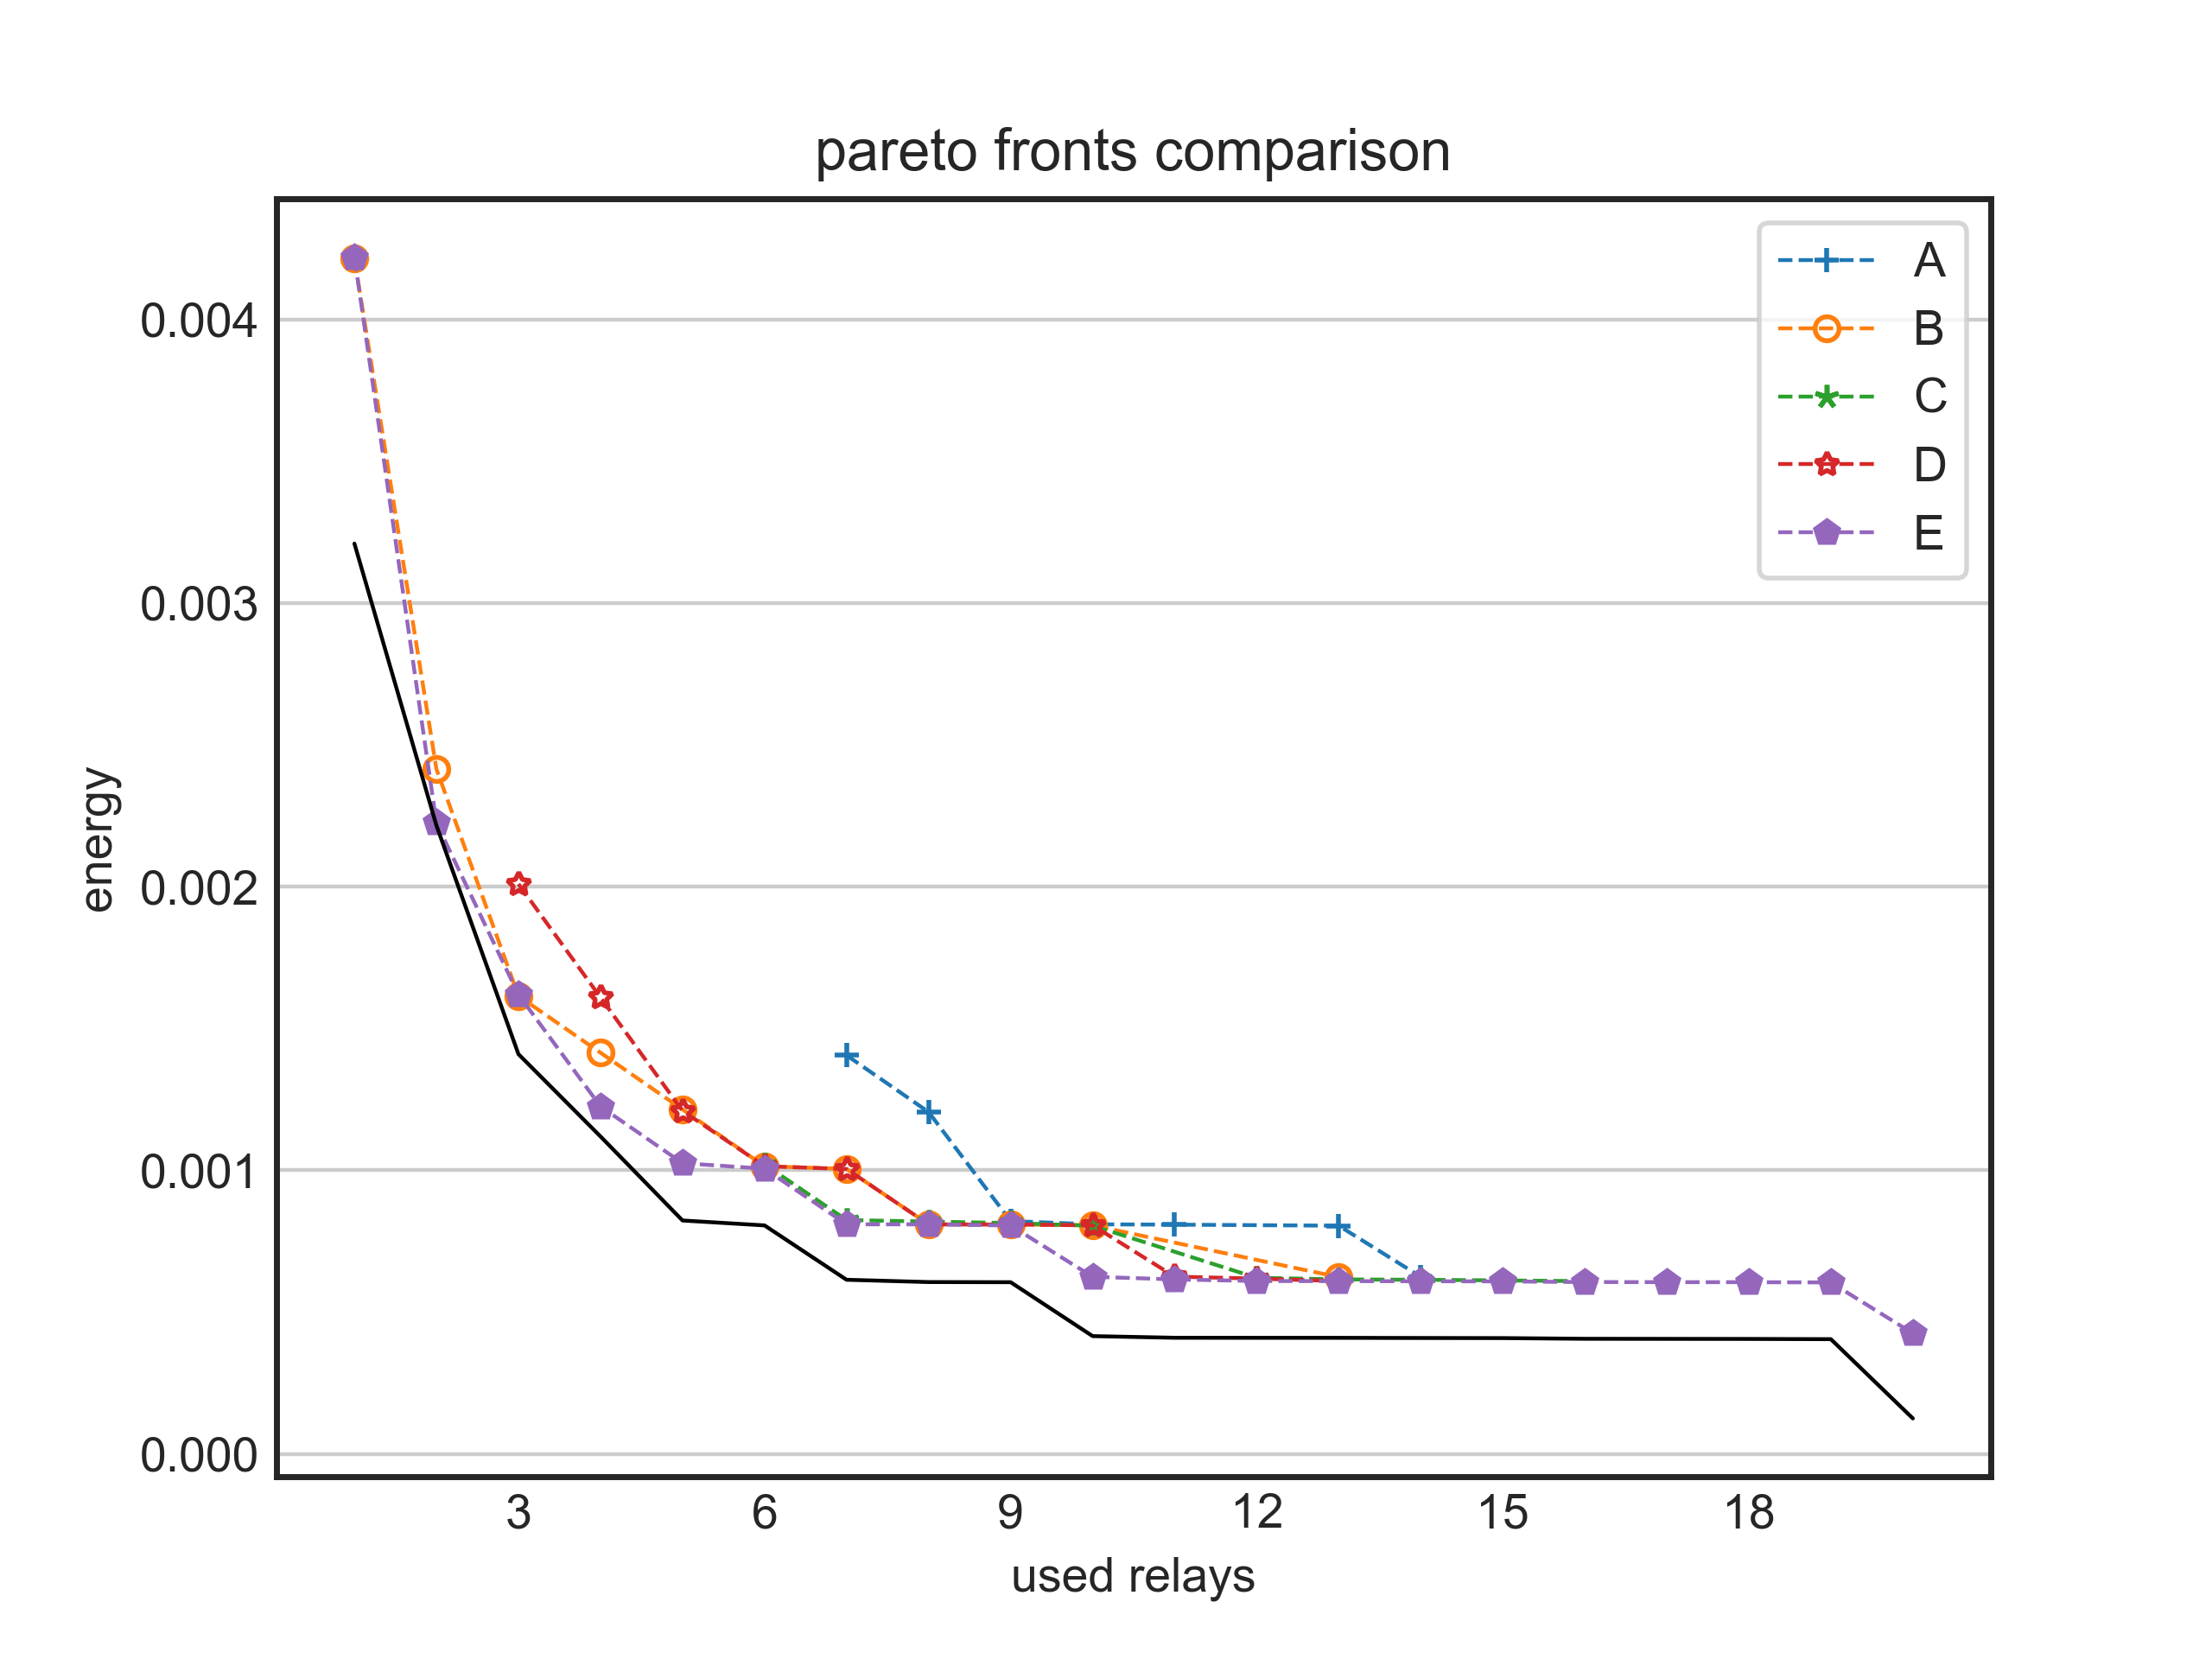 pareto fronts comparison
A
B
C
D
E
0.004
0.003
0.002
0.001
0.000
energy
3 6 9 12 15 18
used relays